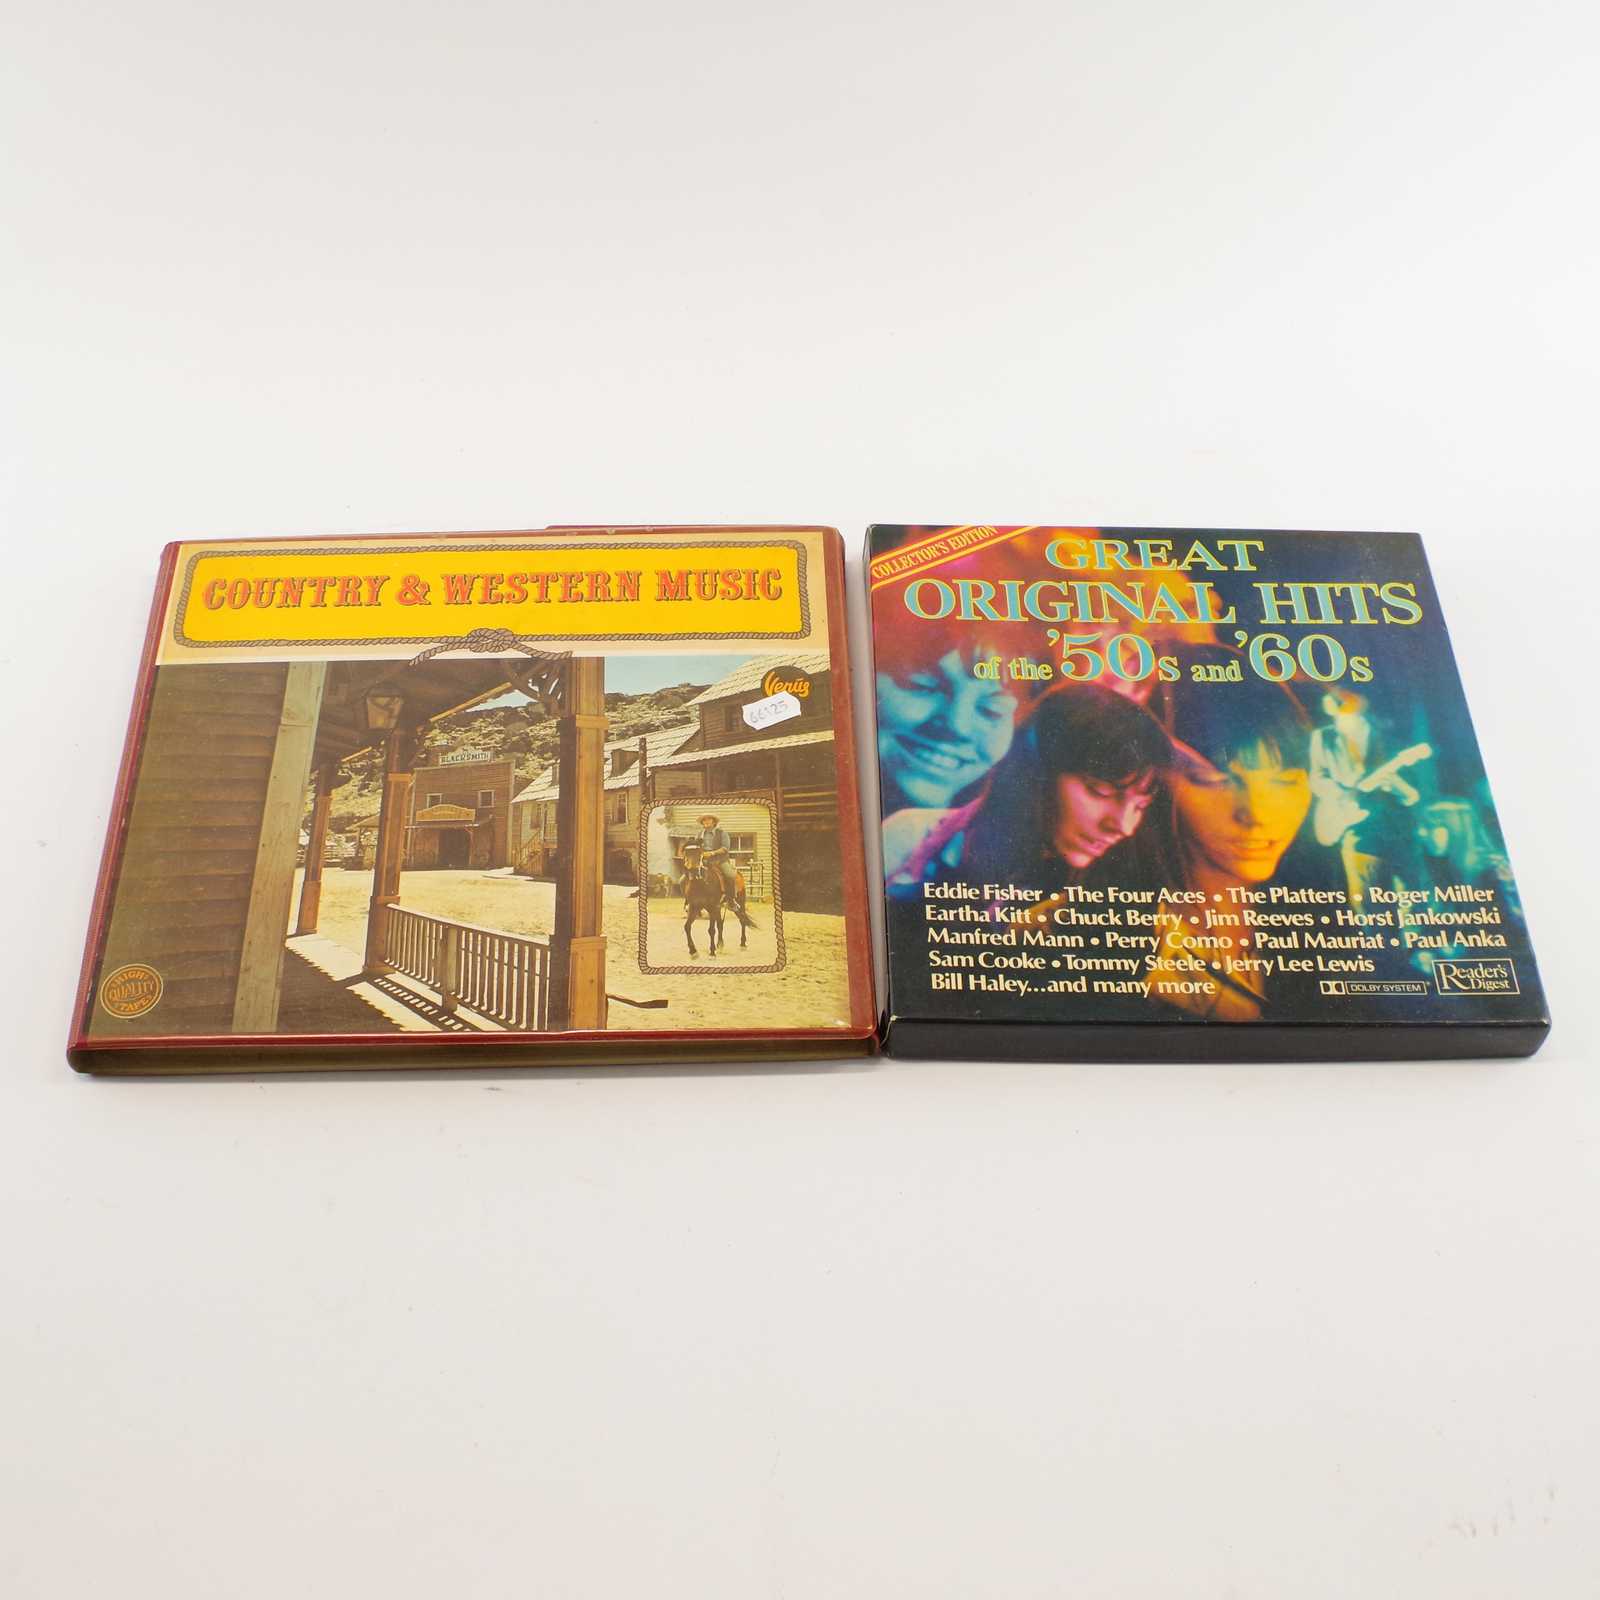 COUNTRY & WESTERN MUSIC
Venus
66125
BLACKSMITH
HIGH
QUALITY
TAPES
COLLECTOR'S EDITION
GREAT
ORIGINAL HITS
of the '50s and '60s
Eddie Fisher • The Four Aces • The Platters • Roger Miller
Eartha Kitt • Chuck Berry • Jim Reeves • Horst Jankowski
Manfred Mann • Perry Como • Paul Mauriat • Paul Anka
Sam Cooke • Tommy Steele • Jerry Lee Lewis
Bill Haley...and many more
DOLBY SYSTEM
Reader's
Digest